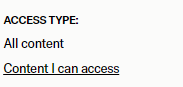 ACCESS TYPE:
All content
Content I can access